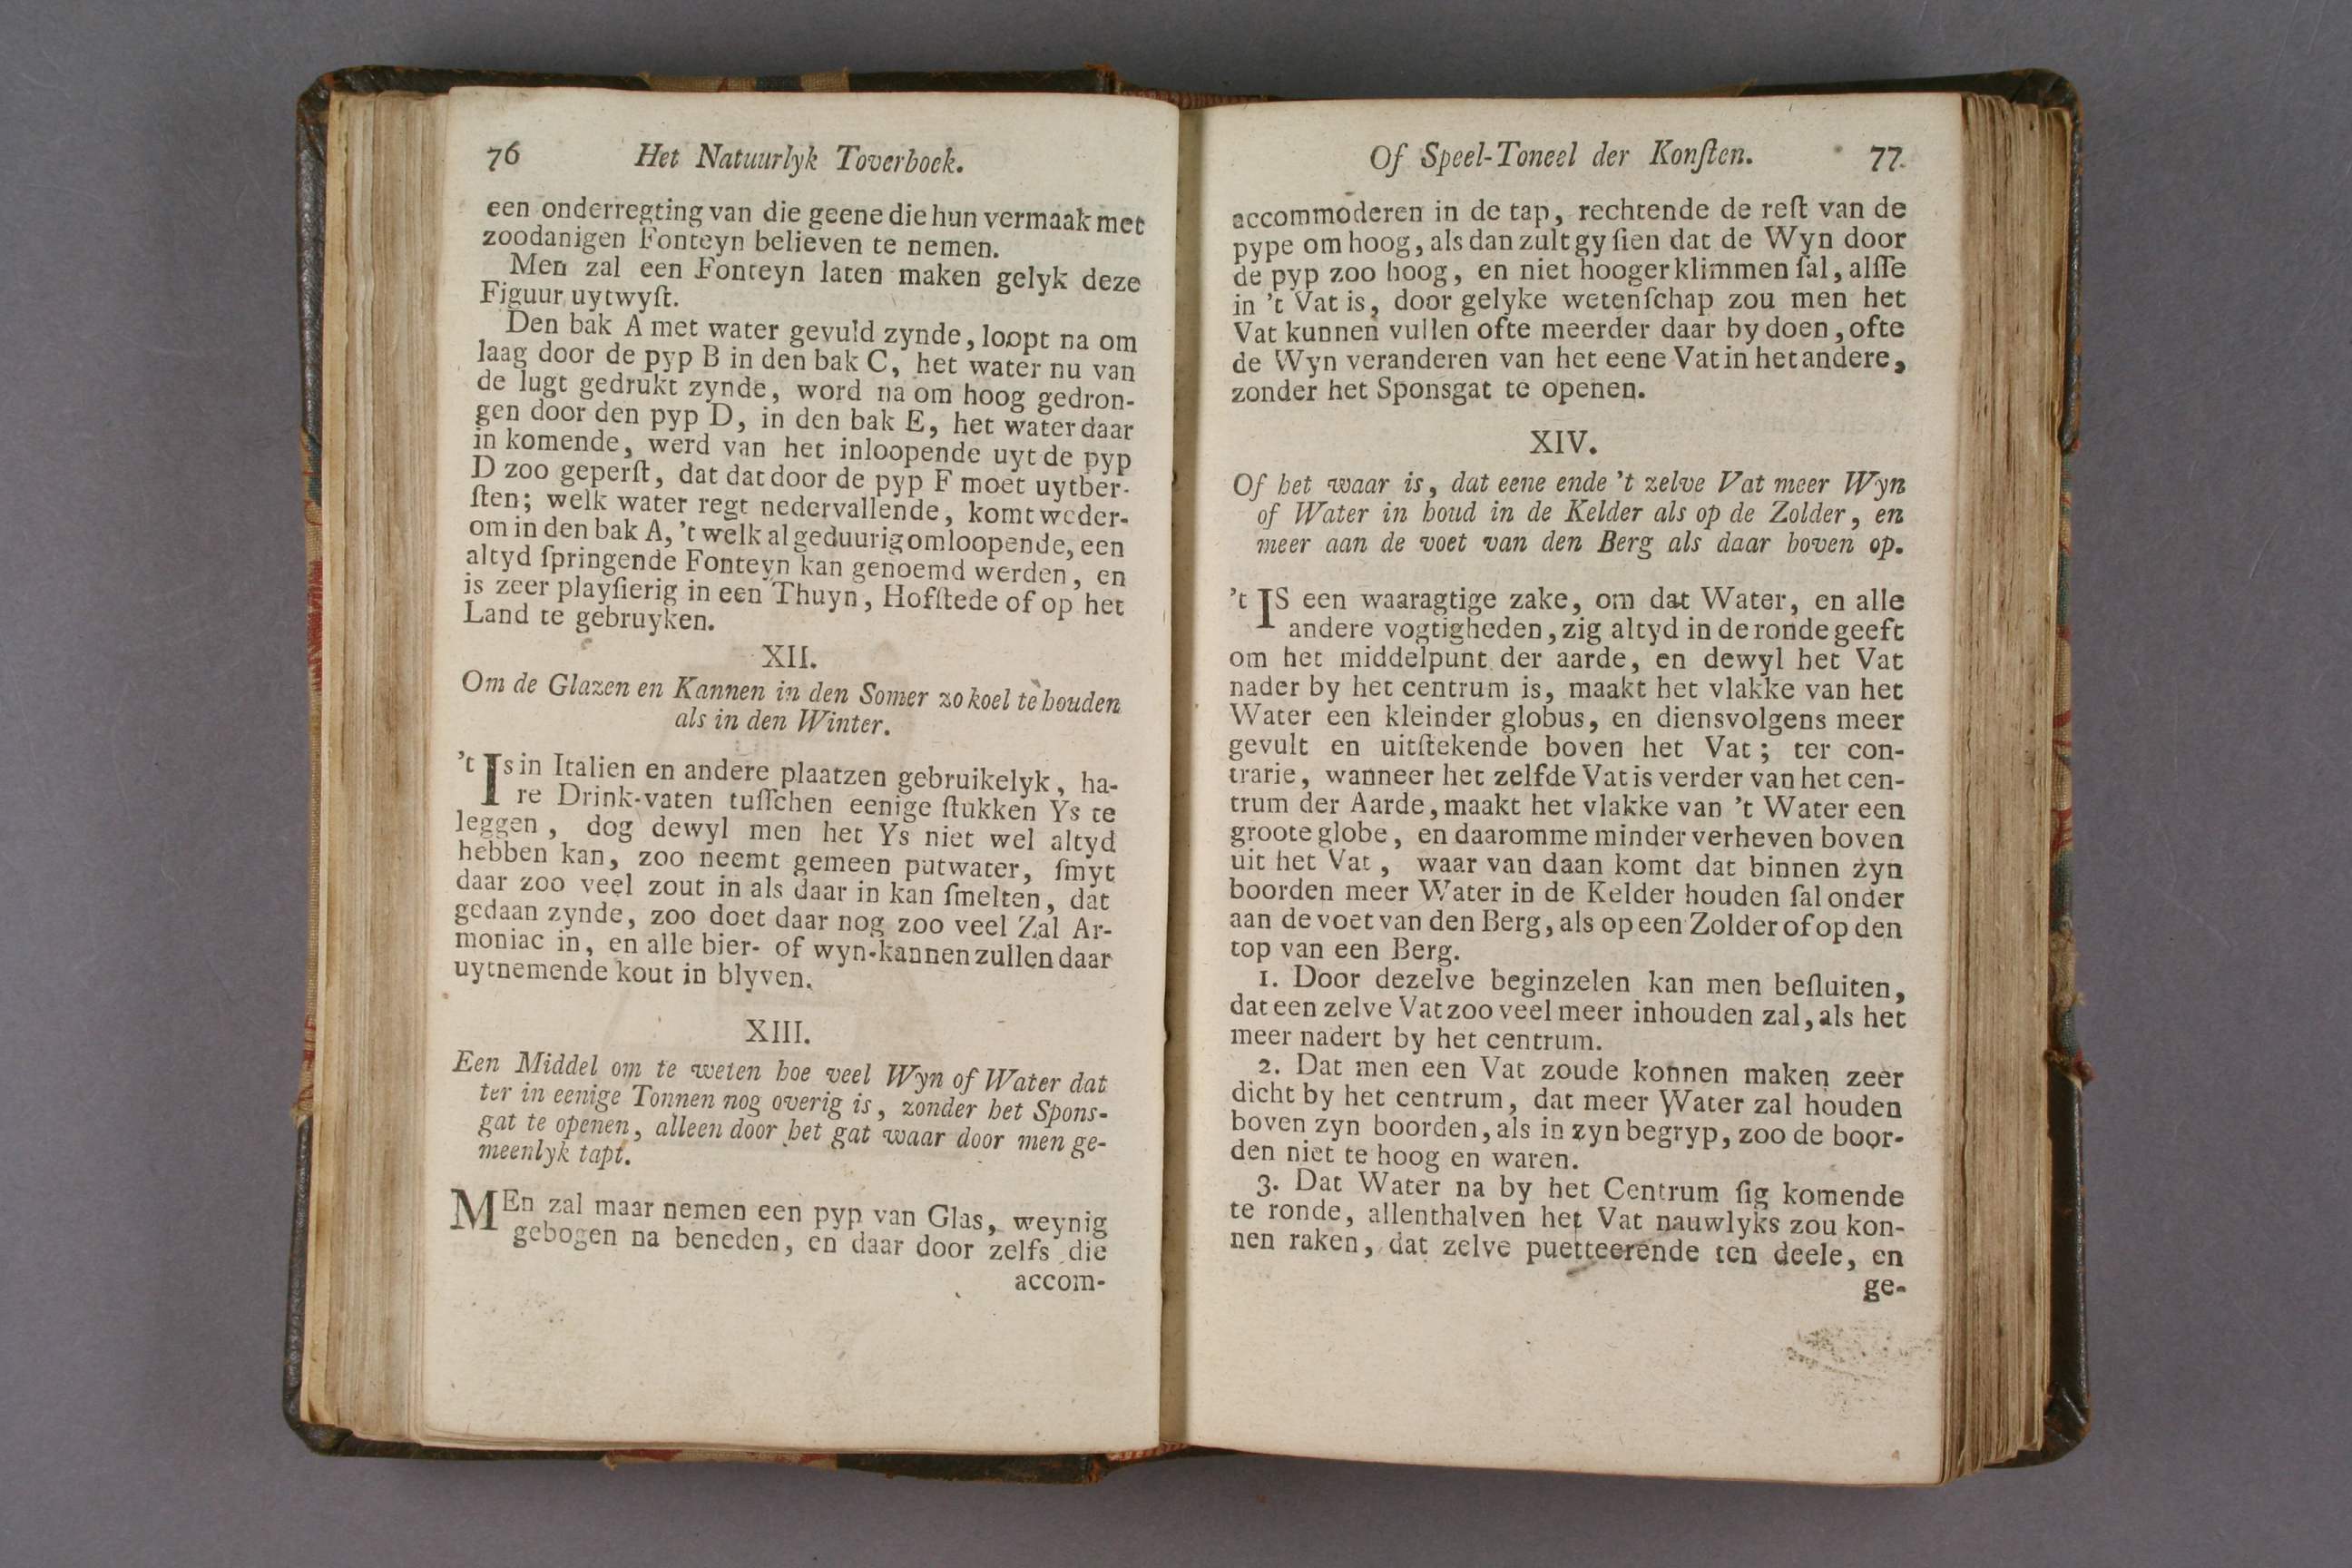 76 Het Natuurlyk Toverboek.
een onderregting van die geene die hun vermaak met
zoodanigen Fonteyn believen te nemen.
Men zal een Fonteyn laten maken gelyk deze
Figuur uytwyſt.
Den bak A met water gevuld zynde, loopt na om
laag door de pyp B in den bak C, het water nu van
de lugt gedrukt zynde, word na om hoog gedron-
gen door den pyp D, in den bak E, het water daar
in komende, werd van het inloopende uyt de pyp
D zoo geperſt, dat dat door de pyp F moet uytber-
ſten; welk water regt nedervallende, komt weder-
om in den bak A, 't welk al geduurig omloopende, een
altyd ſpringende Fonteyn kan genoemd werden, en
is zeer playſierig in een Thuyn, Hofſtede of op het
Land te gebruyken.
XII.
Om de Glazen en Kannen in den Somer zo koel te houden
als in den Winter.
't Is in Italien en andere plaatzen gebruikelyk, ha-
re Drink-vaten tuſſchen eenige ſtukken Ys te
leggen, dog dewyl men het Ys niet wel altyd
hebben kan, zoo neemt gemeen putwater, ſmyt
daar zoo veel zout in als daar in kan ſmelten, dat
gedaan zynde, zoo doet daar nog zoo veel Zal Ar-
moniac in, en alle bier- of wyn-kannen zullen daar
uytnemende kout in blyven.
XIII.
Een Middel om te weten hoe veel Wyn of Water dat
ter in eenige Tonnen nog overig is, zonder het Spons-
gat te openen, alleen door het gat waar door men ge-
meenlyk tapt.
MEn zal maar nemen een pyp van Glas, weynig
gebogen na beneden, en daar door zelfs die
accom-
Of Speel-Toneel der Konſten. 77
accommoderen in de tap, rechtende de reſt van de
pype om hoog, als dan zult gy ſien dat de Wyn door
de pyp zoo hoog, en niet hooger klimmen ſal, alſſe
in 't Vat is, door gelyke wetenſchap zou men het
Vat kunnen vullen ofte meerder daar by doen, ofte
de Wyn veranderen van het eene Vat in het andere,
zonder het Sponsgat te openen.
XIV.
Of het waar is, dat eene ende 't zelve Vat meer Wyn
of Water in houd in de Kelder als op de Zolder, en
meer aan de voet van den Berg als daar boven op.
't IS een waaragtige zake, om dat Water, en alle
andere vogtigheden, zig altyd in de ronde geeft
om het middelpunt der aarde, en dewyl het Vat
nader by het centrum is, maakt het vlakke van het
Water een kleinder globus, en diensvolgens meer
gevult en uitſtekende boven het Vat; ter con-
trarie, wanneer het zelfde Vat is verder van het cen-
trum der Aarde, maakt het vlakke van 't Water een
groote globe, en daaromme minder verheven boven
uit het Vat, waar van daan komt dat binnen zyn
boorden meer Water in de Kelder houden ſal onder
aan de voet van den Berg, als op een Zolder of op den
top van een Berg.
1. Door dezelve beginzelen kan men beſluiten,
dat een zelve Vat zoo veel meer inhouden zal, als het
meer nadert by het centrum.
2. Dat men een Vat zoude konnen maken zeer
dicht by het centrum, dat meer Water zal houden
boven zyn boorden, als in zyn begryp, zoo de boor-
den niet te hoog en waren.
3. Dat Water na by het Centrum ſig komende
te ronde, allenthalven het Vat nauwlyks zou kon-
nen raken, dat zelve puetteerende ten deele, en
ge-